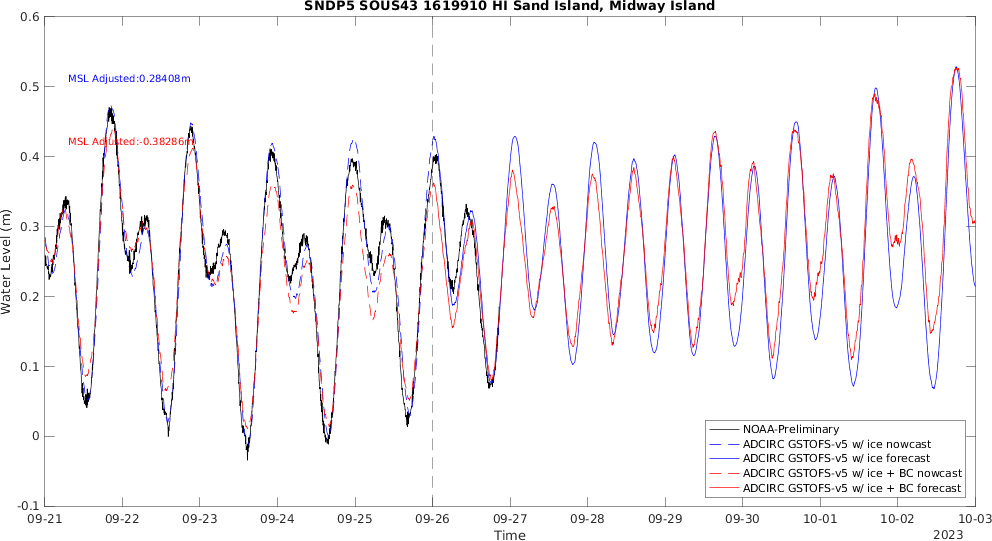 SNDP5 SOUS43 1619910 HI Sand Island, Midway Island
0.6
0.5
0.4
0.3
0.2
0.1
0
-0.1
Water Level (m)
MSL Adjusted:0.28408m
MSL Adjusted:-0.38286m
NOAA-Preliminary
ADCIRC GSTOFS-v5 w/ ice nowcast
ADCIRC GSTOFS-v5 w/ ice forecast
ADCIRC GSTOFS-v5 w/ ice + BC nowcast
ADCIRC GSTOFS-v5 w/ ice + BC forecast
09-21 09-22 09-23 09-24 09-25 09-26 09-27 09-28 09-29 09-30 10-01 10-02 10-03
Time
2023